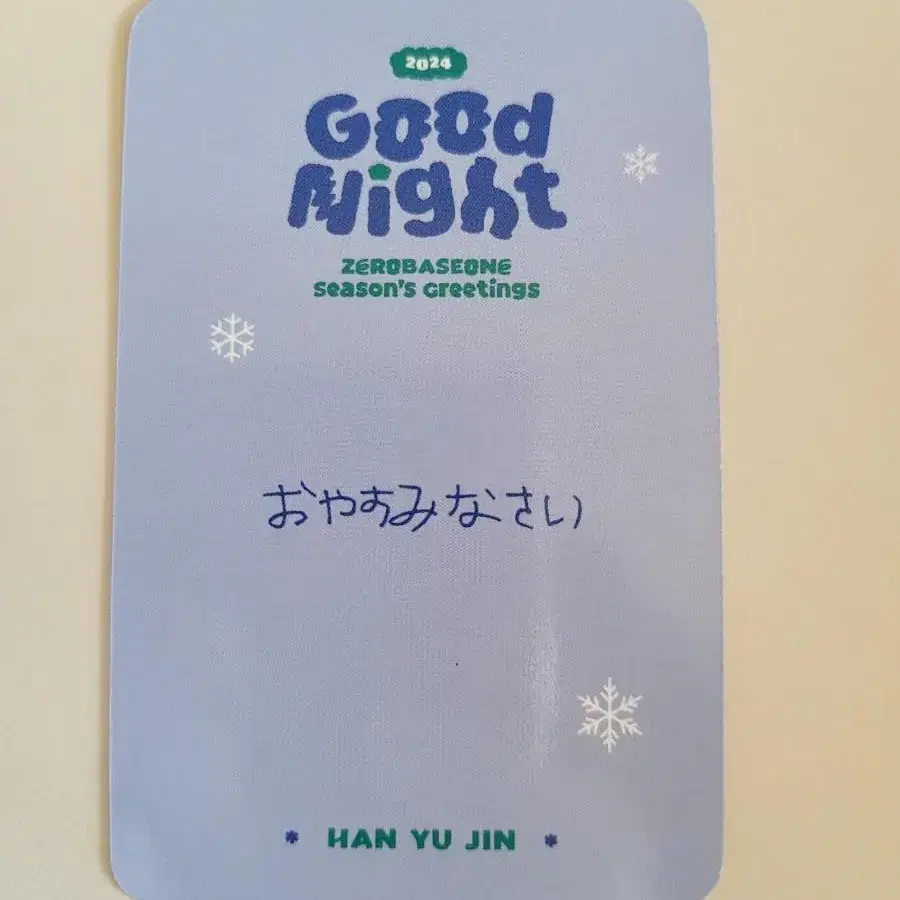 2024
Good
Night
ZEROBASEONE
season's Greetings
おやすみなさい
* HAN YU JIN *